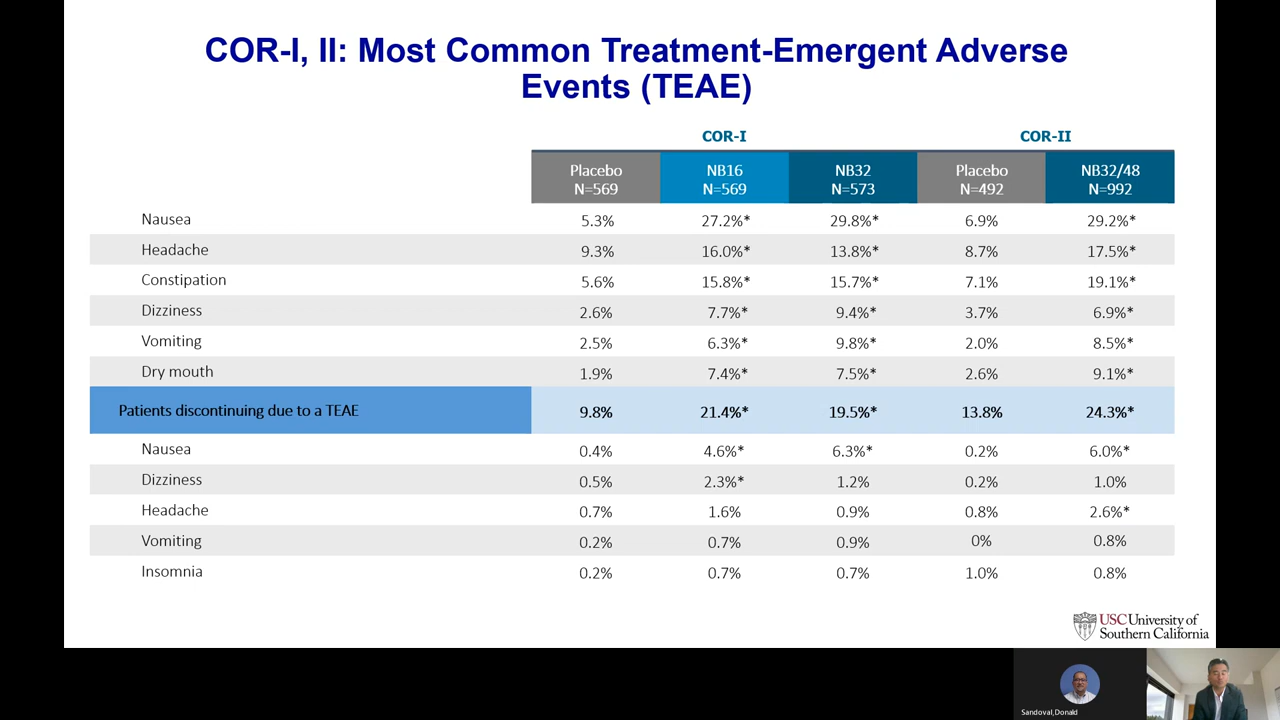 COR-I, II: Most Common Treatment-Emergent Adverse
Events (TEAE)
COR-I COR-II
Placebo NB16 NB32 Placebo NB32/48
N=569 N=569 N=573 N=492 N=992
Nausea 5.3% 27.2%* 29.8%* 6.9% 29.2%*
Headache 9.3% 16.0%* 13.8%* 8.7% 17.5%*
Constipation 5.6% 15.8%* 15.7%* 7.1% 19.1%*
Dizziness 2.6% 7.7%* 9.4%* 3.7% 6.9%*
Vomiting 2.5% 6.3%* 9.8%* 2.0% 8.5%*
Dry mouth 1.9% 7.4%* 7.5%* 2.6% 9.1%*
Patients discontinuing due to a TEAE 9.8% 21.4%* 19.5%* 13.8% 24.3%*
Nausea 0.4% 4.6%* 6.3%* 0.2% 6.0%*
Dizziness 0.5% 2.3%* 1.2% 0.2% 1.0%
Headache 0.7% 1.6% 0.9% 0.8% 2.6%*
Vomiting 0.2% 0.7% 0.9% 0% 0.8%
Insomnia 0.2% 0.7% 0.7% 1.0% 0.8%
USC University of
Southern California
Sandoval,Donald